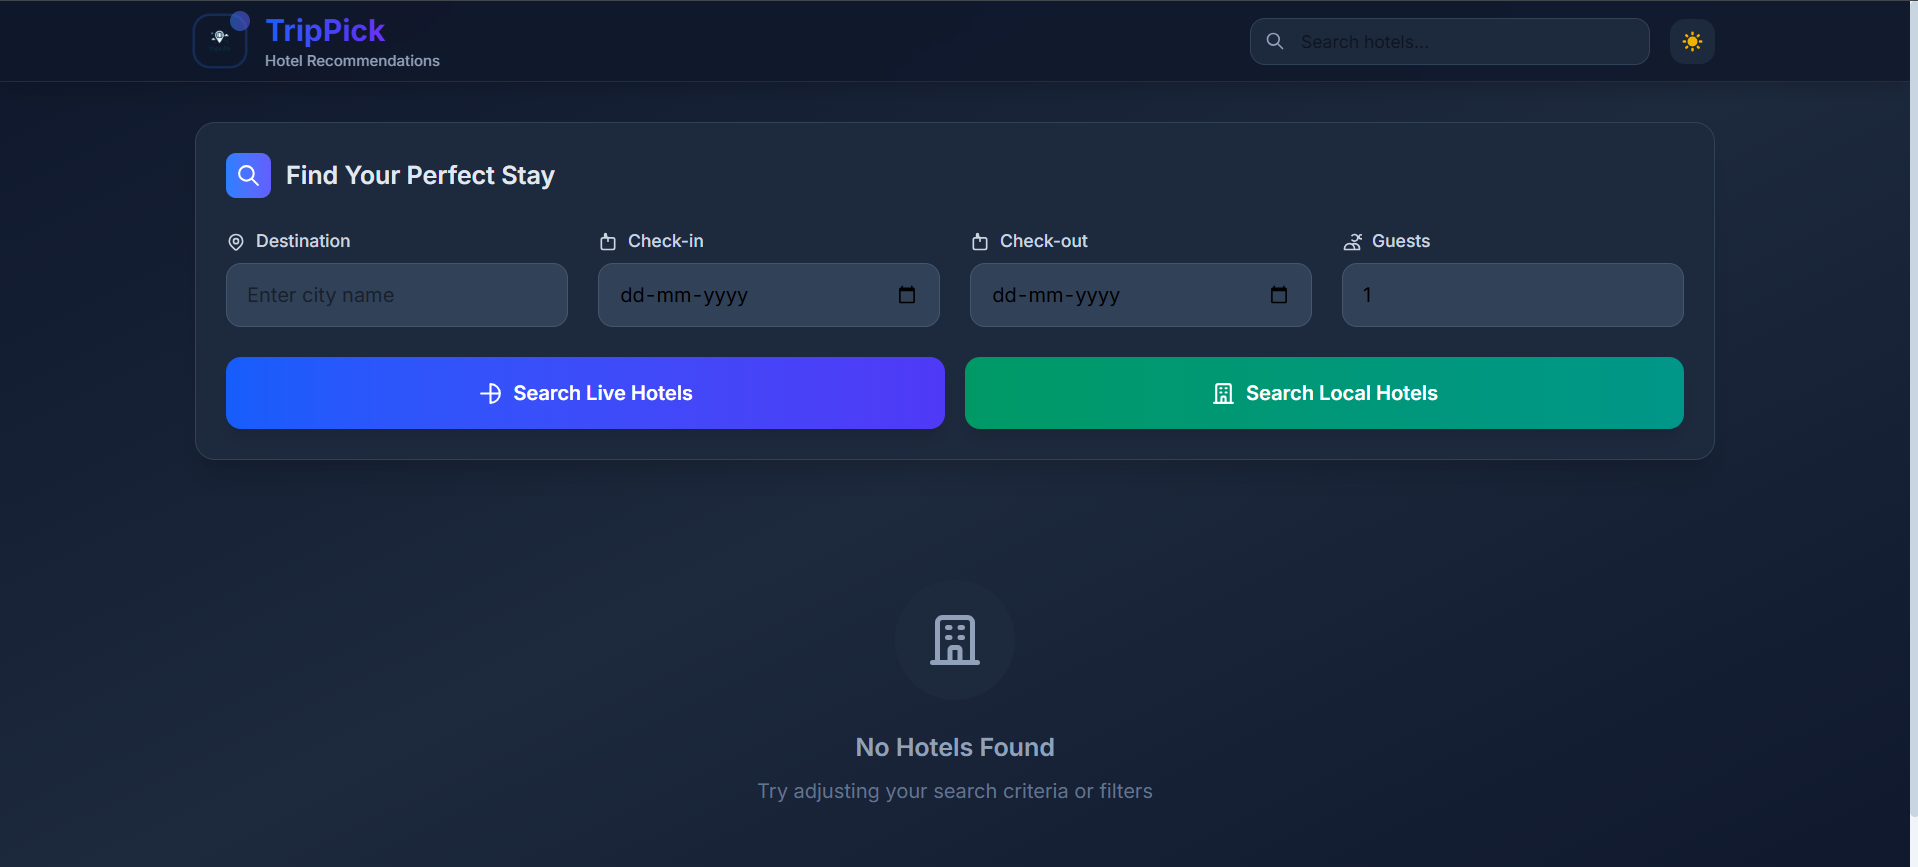 TripPick
Hotel Recommendations
Search hotels...
Find Your Perfect Stay
Destination
Check-in
Check-out
Guests
Enter city name
dd-mm-yyyy
dd-mm-yyyy
1
Search Live Hotels
Search Local Hotels
No Hotels Found
Try adjusting your search criteria or filters